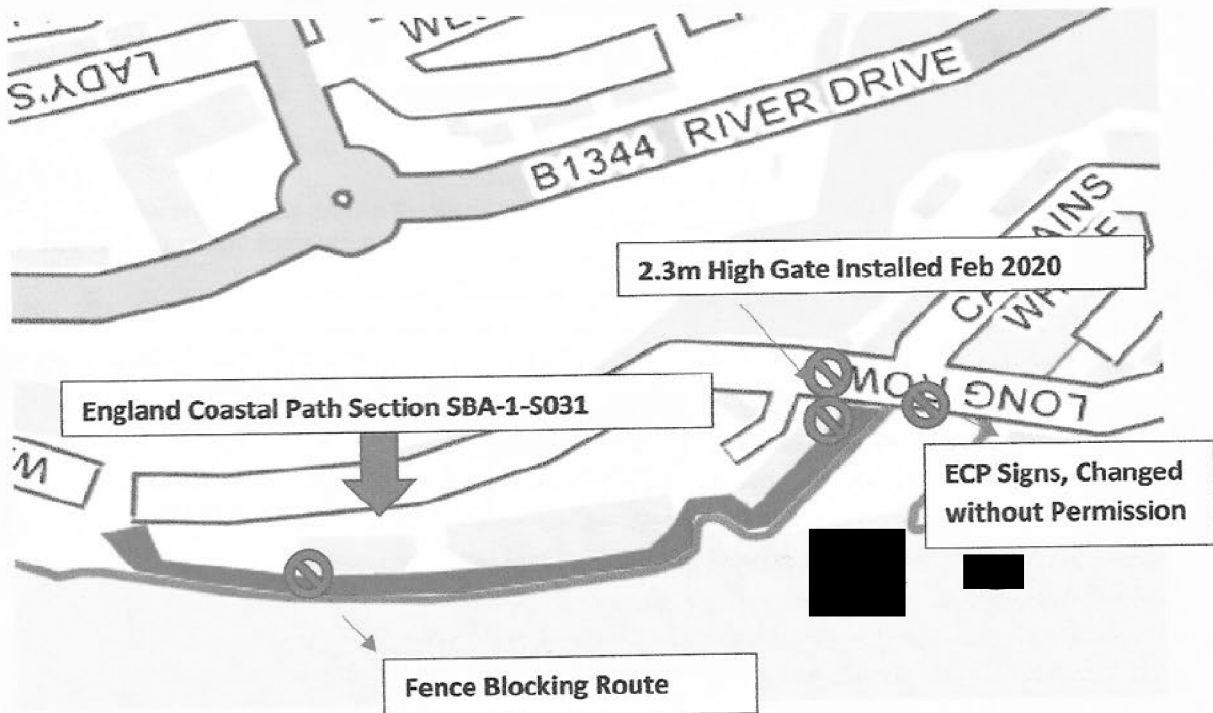 WE
LADY'S
B1344 RIVER DRIVE
2.3m High Gate Installed Feb 2020
England Coastal Path Section SBA-1-S031
LONG ROW
ECP Signs, Changed
without Permission
Fence Blocking Route